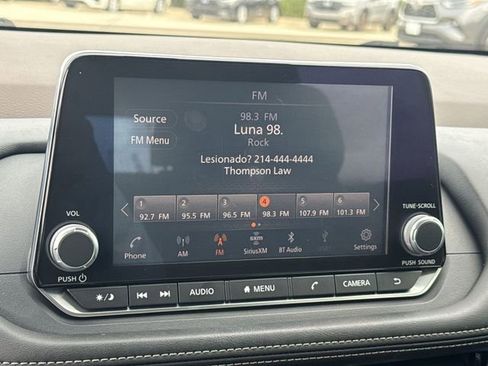 FM
Source
98.3 FM
Luna 98.
FM Menu
Rock
Lesionado? 214-444-4444
Thompson Law
1 2 3 4 5 6
92.7 FM 95.5 FM 96.5 FM 98.3 FM 107.9 FM 101.3 FM
VOL
TUNE·SCROLL
Phone AM FM SiriusXM BT Audio Settings
sxm
PUSH
PUSH SOUND
AUDIO MENU CAMERA